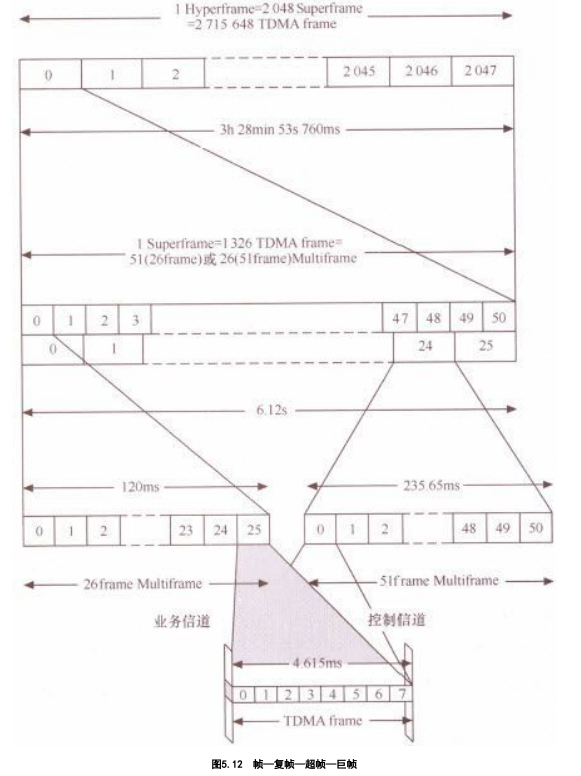 1 Hyperframe=2 048 Superframe
=2 715 648 TDMA frame
0 1 2 2 045 2 046 2 047
3h 28min 53s 760ms
1 Superframe=1326 TDMA frame=
51(26frame)或 26(51frame)Multiframe
0 1 2 3 47 48 49 50
0 1 24 25
6.12s
120ms 235.65ms
0 1 2 23 24 25 0 1 2 48 49 50
26frame Multiframe 51frame Multiframe
业务信道 控制信道
4.615ms
0 1 2 3 4 5 6 7
TDMA frame
图5.12 帧—复帧—超帧—巨帧